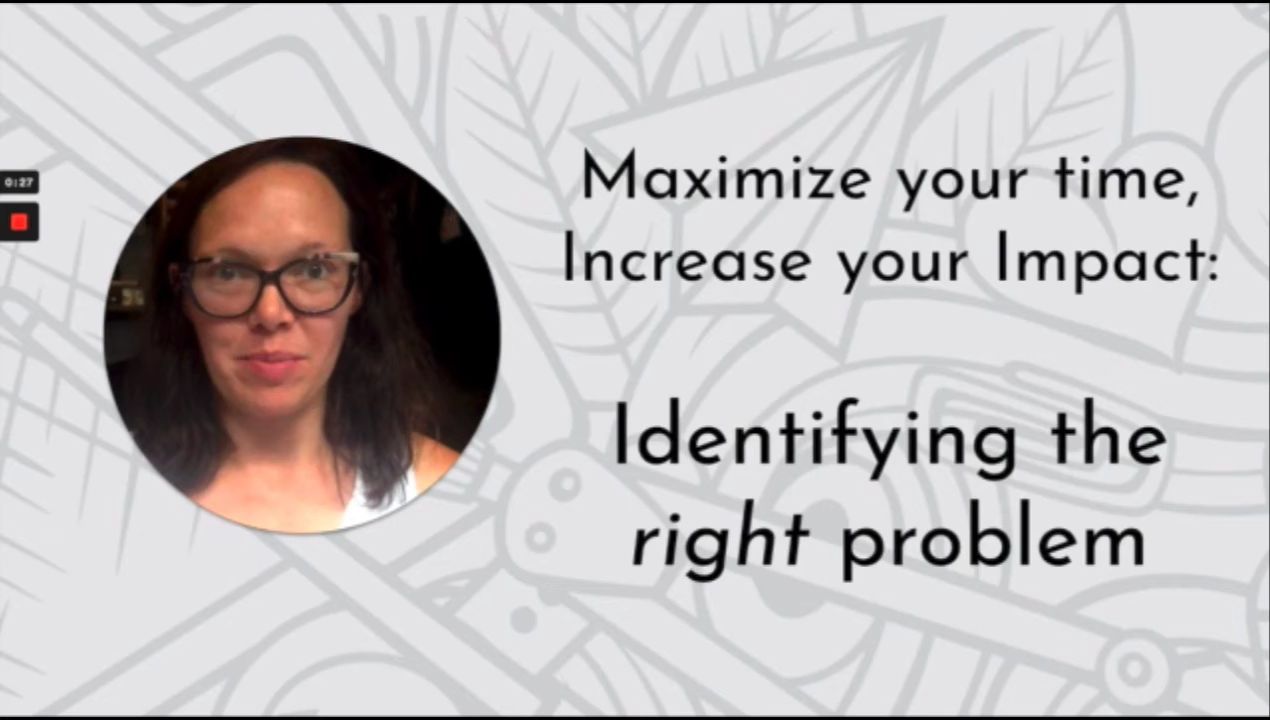 0:27
Maximize your time,
Increase your Impact:
Identifying the
right problem